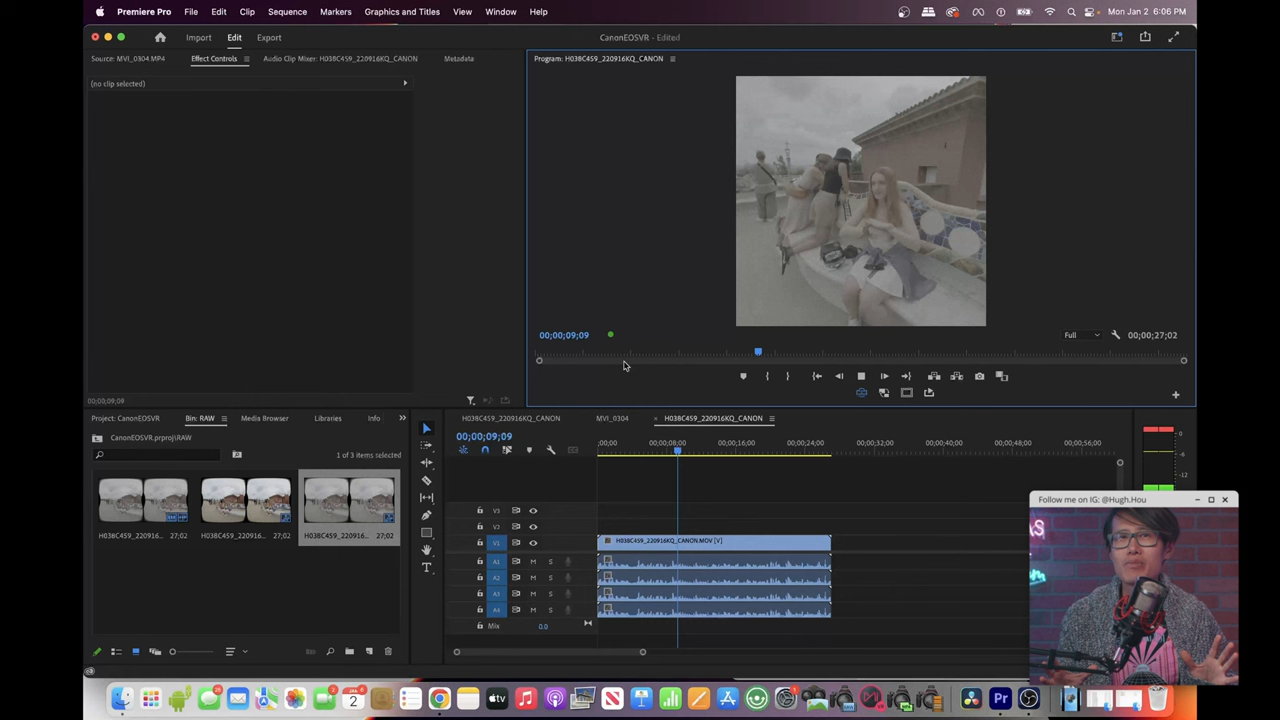 Premiere Pro File Edit Clip Sequence Markers Graphics and Titles View Window Help Mon Jan 2 6:06 PM
Import Edit Export CanonEOSVR - Edited
Source: MVI_0304.MP4 Effect Controls Audio Clip Mixer: H038C459_220916KQ_CANON Metadata Program: H038C459_220916KQ_CANON
(no clip selected)
00;00;09;09 Full 00;00;27;02
00;00;09;09
Project: CanonEOSVR Bin: RAW Media Browser Libraries Info H038C459_220916KQ_CANON MVI_0304 H038C459_220916KQ_CANON
CanonEOSVR.prproj\RAW 00;00;09;09 ;00;00 00;00;08;00 00;00;16;00 00;00;24;00 00;00;32;00 00;00;40;00 00;00;48;00 00;00;56;00
1 of 3 items selected
0
-6
-12
H038C459_220916KQ... 27;02 H038C459_220916K... 27;02 H038C459_220916K... 27;02
V3
V2
V1 H038C459_220916KQ_CANON.MOV [V]
A1 M S
A2 M S
A3 M S
A4 M S
Mix 0.0
Follow me on IG: @Hugh.Hou